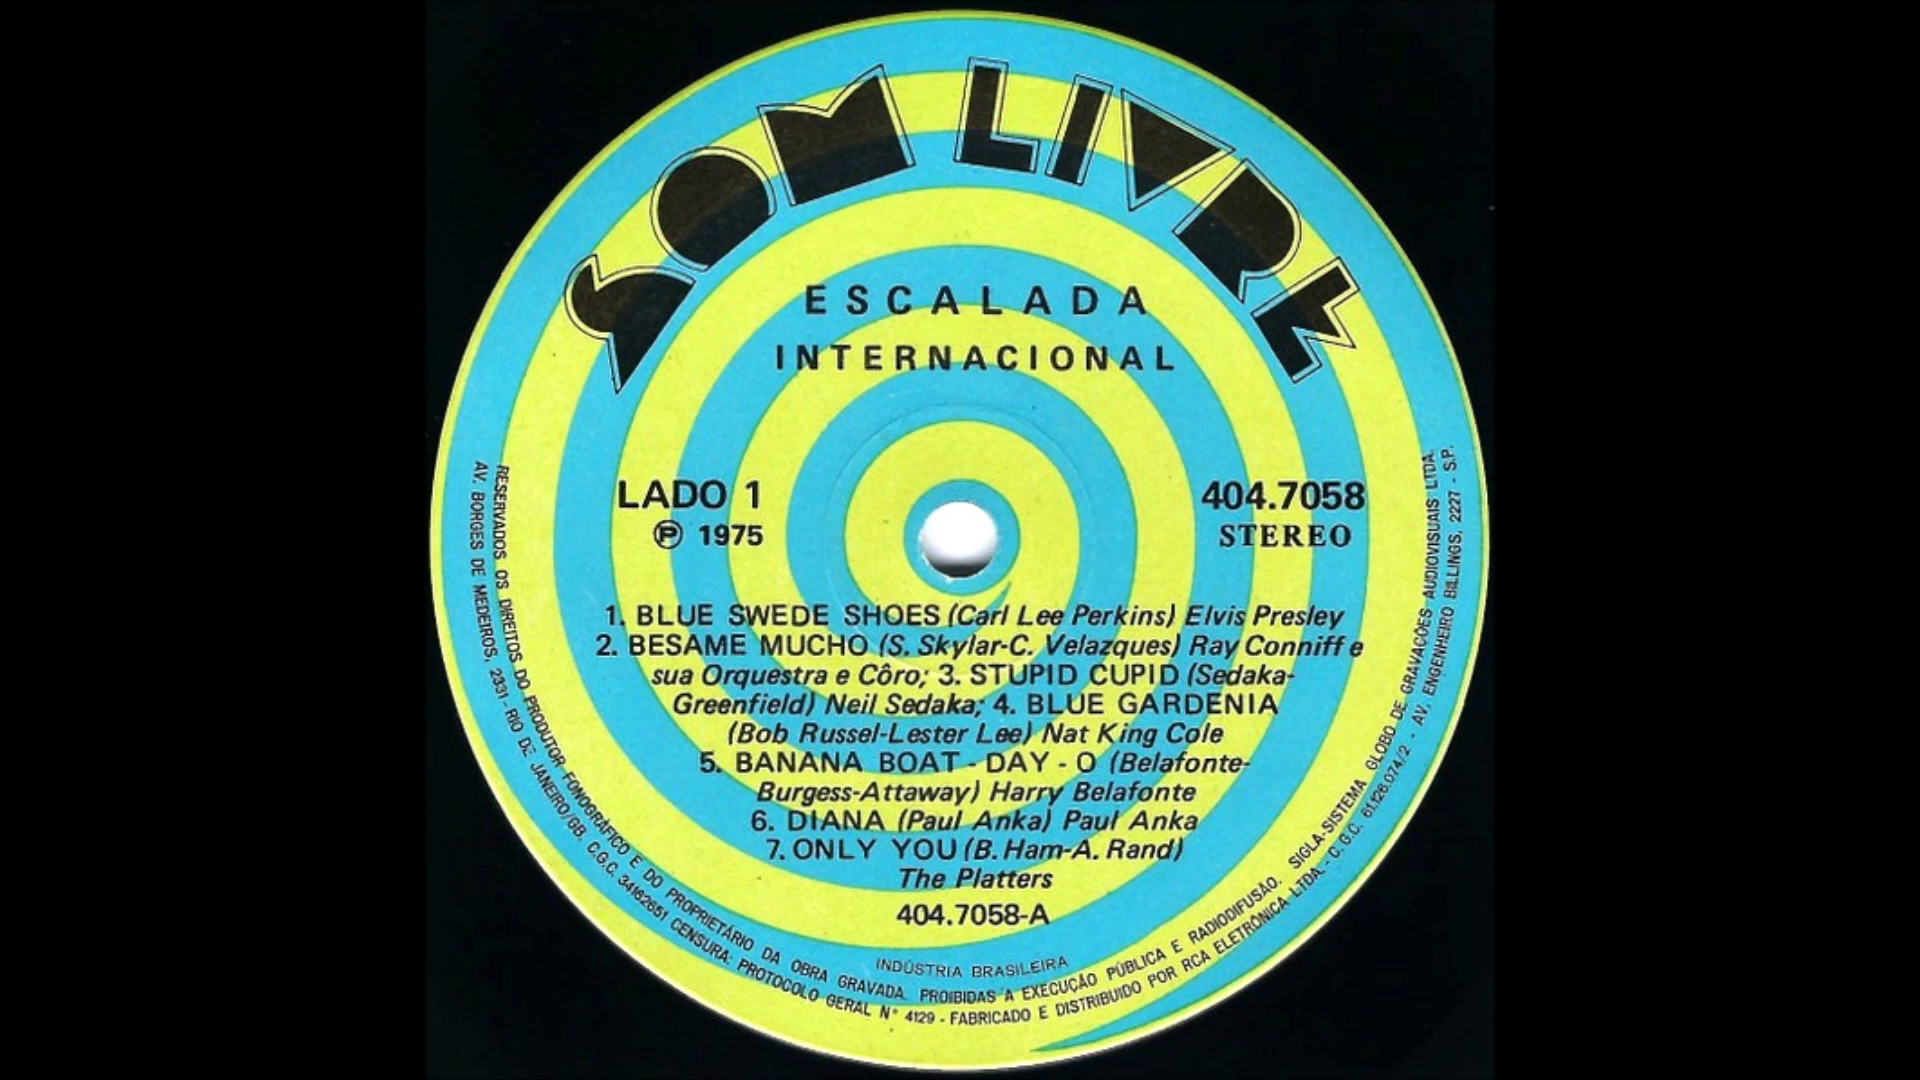 SOM LIVRE
ESCALADA
INTERNACIONAL
LADO 1
Ⓟ 1975
404.7058
STEREO
1. BLUE SWEDE SHOES (Carl Lee Perkins) Elvis Presley
2. BESAME MUCHO (S. Skylar-C. Velazques) Ray Conniff e
sua Orquestra e Côro; 3. STUPID CUPID (Sedaka-
Greenfield) Neil Sedaka; 4. BLUE GARDENIA
(Bob Russel-Lester Lee) Nat King Cole
5. BANANA BOAT - DAY - O (Belafonte-
Burgess-Attaway) Harry Belafonte
6. DIANA (Paul Anka) Paul Anka
7. ONLY YOU (B. Ham-A. Rand)
The Platters
404.7058-A
INDÚSTRIA BRASILEIRA
RESERVADOS OS DIREITOS DO PRODUTOR FONOGRÁFICO E DO PROPRIETÁRIO DA OBRA GRAVADA. PROIBIDAS A EXECUÇÃO PÚBLICA E RADIODIFUSÃO. SIGLA-SISTEMA GLOBO DE GRAVAÇÕES AUDIOVISUAIS LTDA.
AV. BORGES DE MEDEIROS, 2331 - RIO DE JANEIRO/GB. C.G.C. 34162651 CENSURA: PROTOCOLO GERAL N° 4129 - FABRICADO E DISTRIBUIDO POR RCA ELETRÔNICA LTDA. - C.G.C. 61.126.074/2 - AV. ENGENHEIRO BILLINGS, 2227 - S.P.